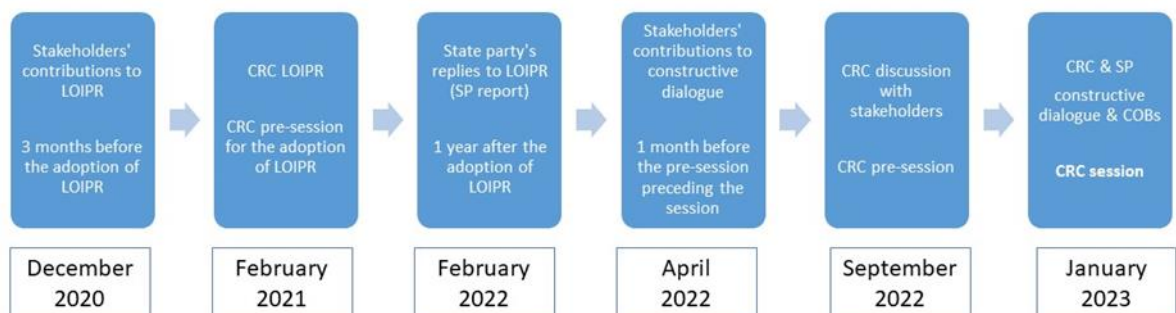 Stakeholders'
contributions to
LOIPR
3 months before
the adoption of
LOIPR
December
2020
CRC LOIPR
CRC pre-session
for the adoption
of LOIPR
February
2021
State party's
replies to LOIPR
(SP report)
1 year after the
adoption of
LOIPR
February
2022
Stakeholders'
contributions to
constructive
dialogue
1 month before
the pre-session
preceding the
session
April
2022
CRC discussion
with
stakeholders
CRC pre-session
September
2022
CRC & SP
constructive
dialogue & COBs
CRC session
January
2023